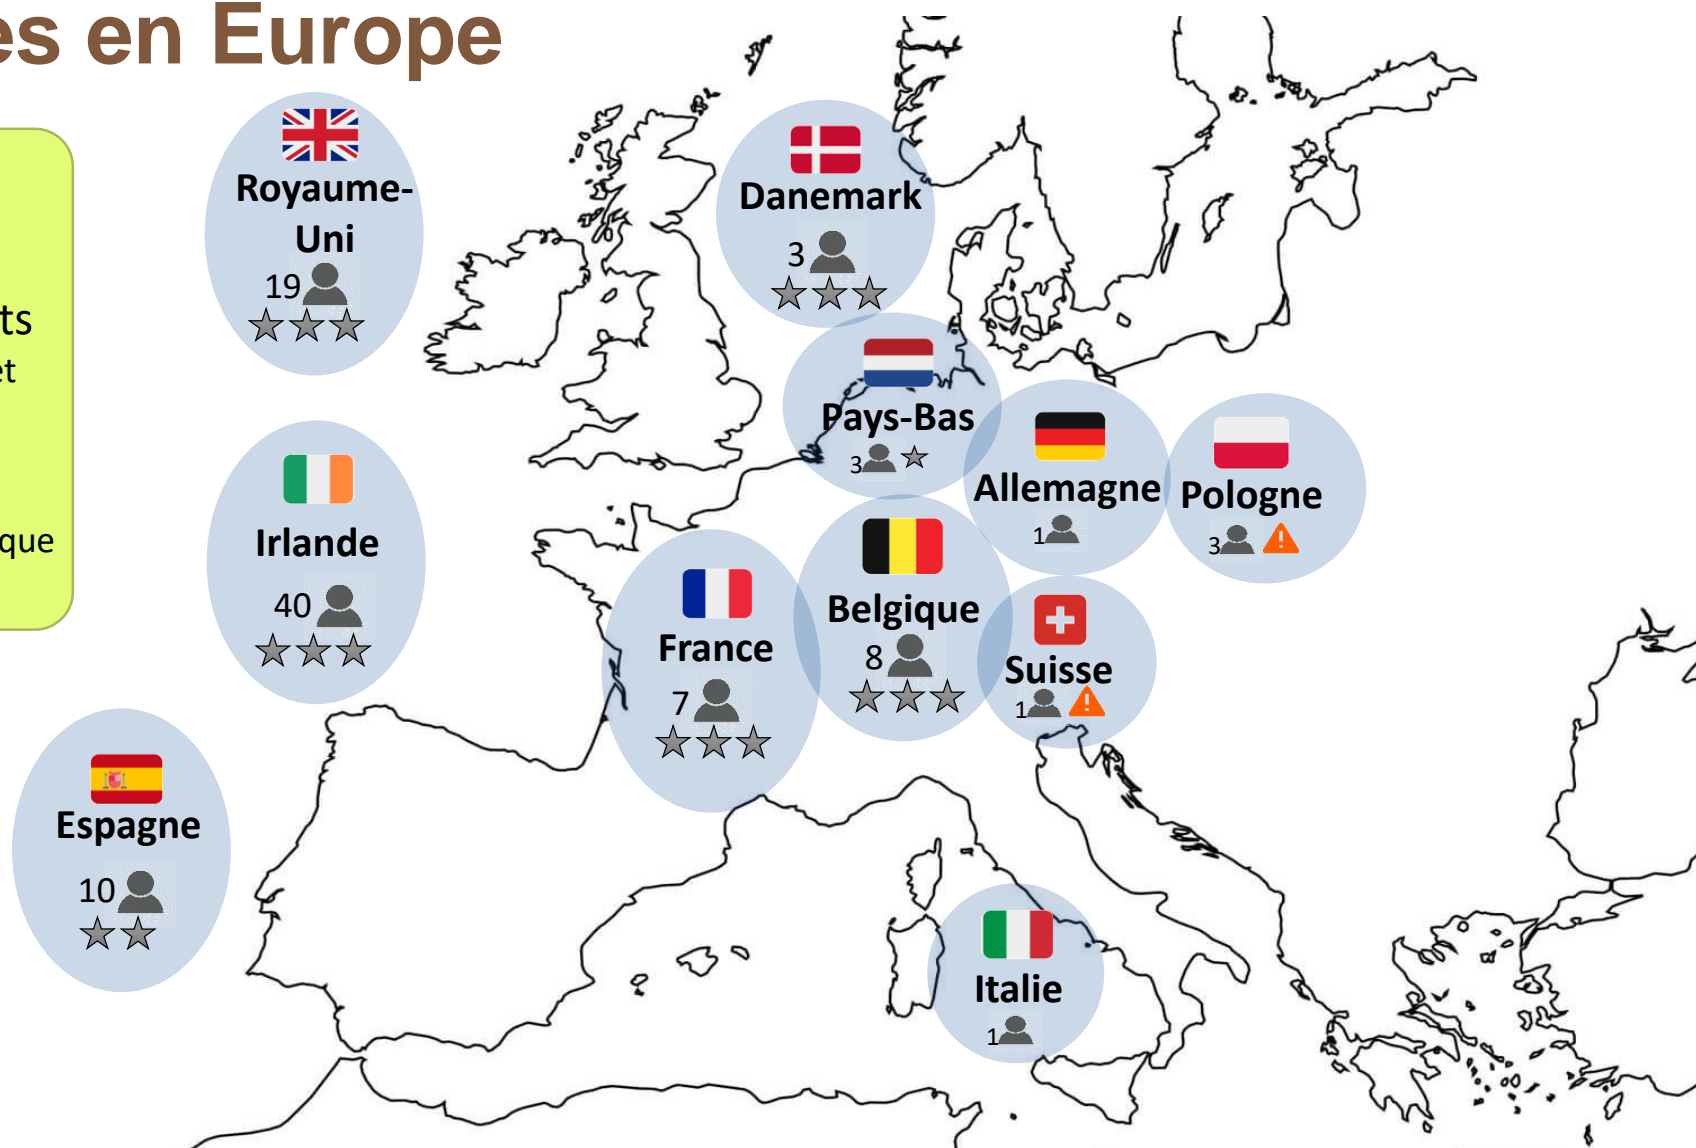 es en Europe
ts
et
que
Royaume-
Uni
19
Danemark
3
Pays-Bas
3
Allemagne
1
Pologne
3
Irlande
40
France
7
Belgique
8
Suisse
1
Espagne
10
Italie
1